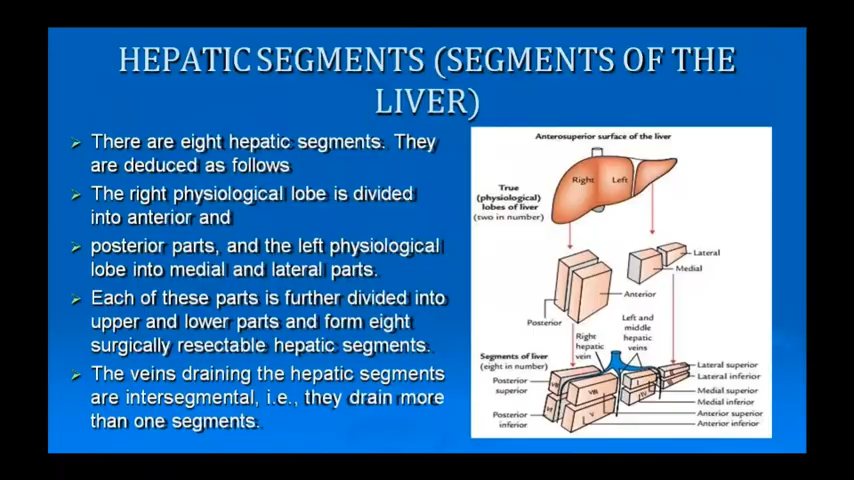 HEPATIC SEGMENTS (SEGMENTS OF THE
LIVER)
There are eight hepatic segments. They
are deduced as follows
The right physiological lobe is divided
into anterior and
posterior parts, and the left physiological
lobe into medial and lateral parts.
Each of these parts is further divided into
upper and lower parts and form eight
surgically resectable hepatic segments.
The veins draining the hepatic segments
are intersegmental, i.e., they drain more
than one segments.
Anterosuperior surface of the liver
Right
Left
True
(physiological)
lobes of liver
(two in number)
Lateral
Medial
Anterior
Posterior
Right
hepatic
vein
Left and
middle
hepatic
veins
Segments of liver
(eight in number)
Posterior
superior
Posterior
inferior
Lateral superior
Lateral inferior
Medial superior
Medial inferior
Anterior superior
Anterior inferior
VIII
V